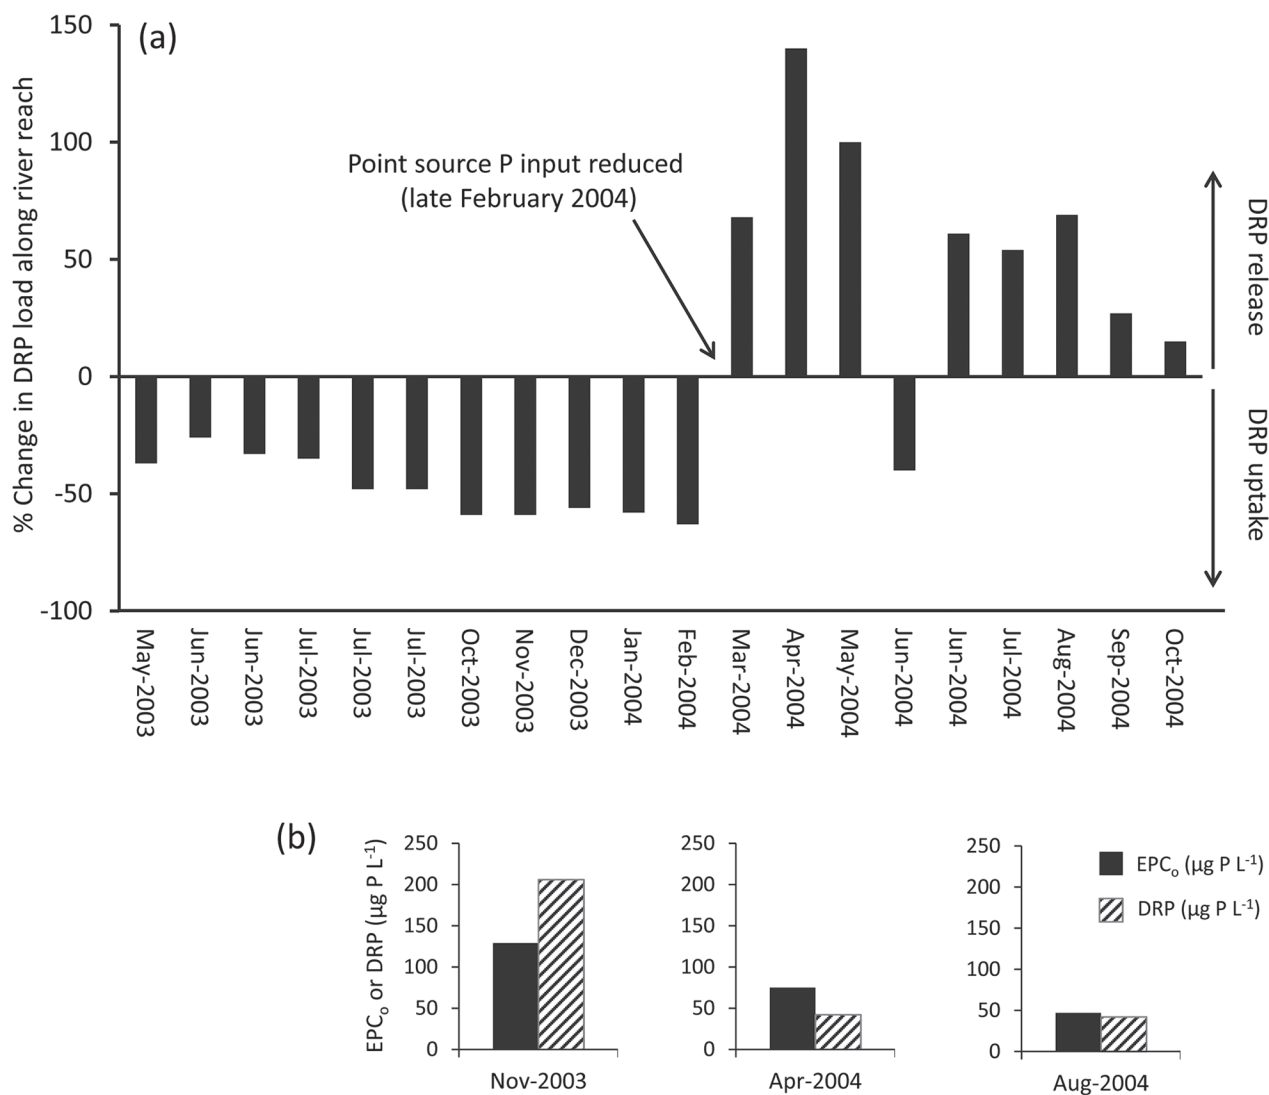 (a)
% Change in DRP load along river reach
150
100
50
0
-50
-100
Point source P input reduced
(late February 2004)
DRP release
DRP uptake
May-2003
Jun-2003
Jun-2003
Jul-2003
Jul-2003
Jul-2003
Oct-2003
Nov-2003
Dec-2003
Jan-2004
Feb-2004
Mar-2004
Apr-2004
May-2004
Jun-2004
Jun-2004
Jul-2004
Aug-2004
Sep-2004
Oct-2004
(b)
EPCₒ or DRP (µg P L⁻¹)
250
200
150
100
50
0
Nov-2003
250
200
150
100
50
0
Apr-2004
250
200
150
100
50
0
Aug-2004
EPCₒ (µg P L⁻¹)
DRP (µg P L⁻¹)